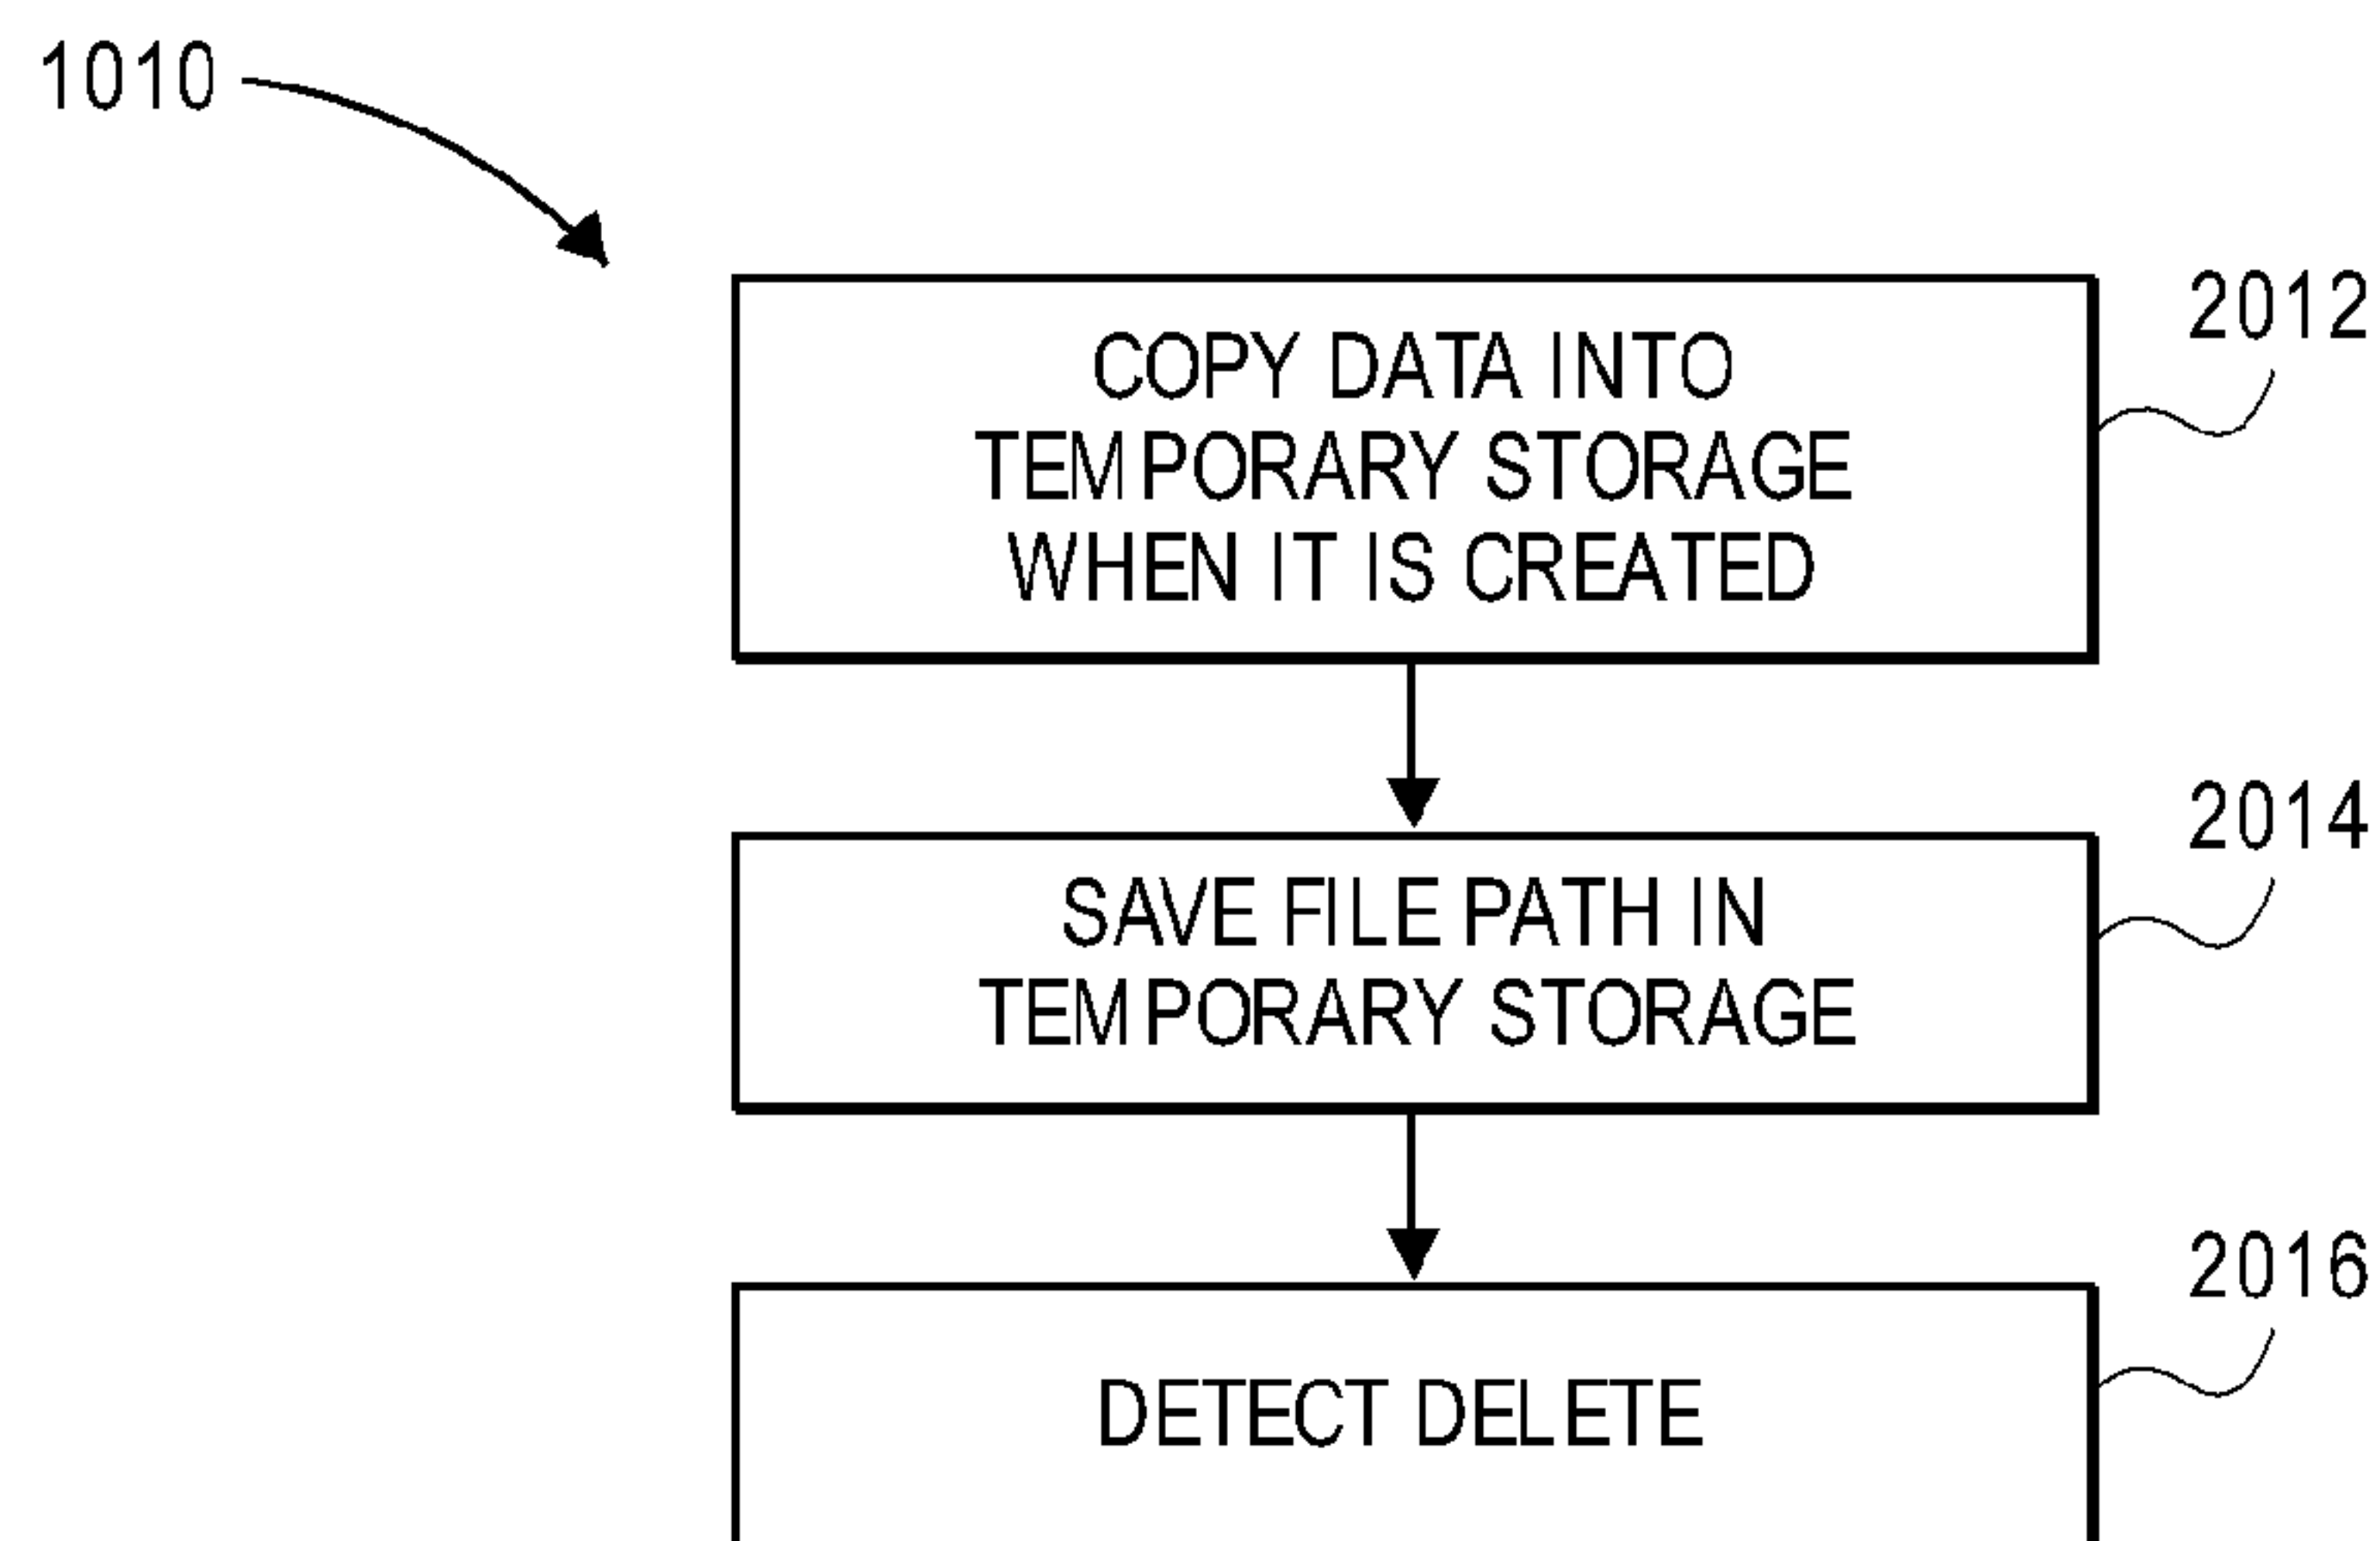 1010
2012
COPY DATA INTO
TEMPORARY STORAGE
WHEN IT IS CREATED
2014
SAVE FILE PATH IN
TEMPORARY STORAGE
2016
DETECT DELETE